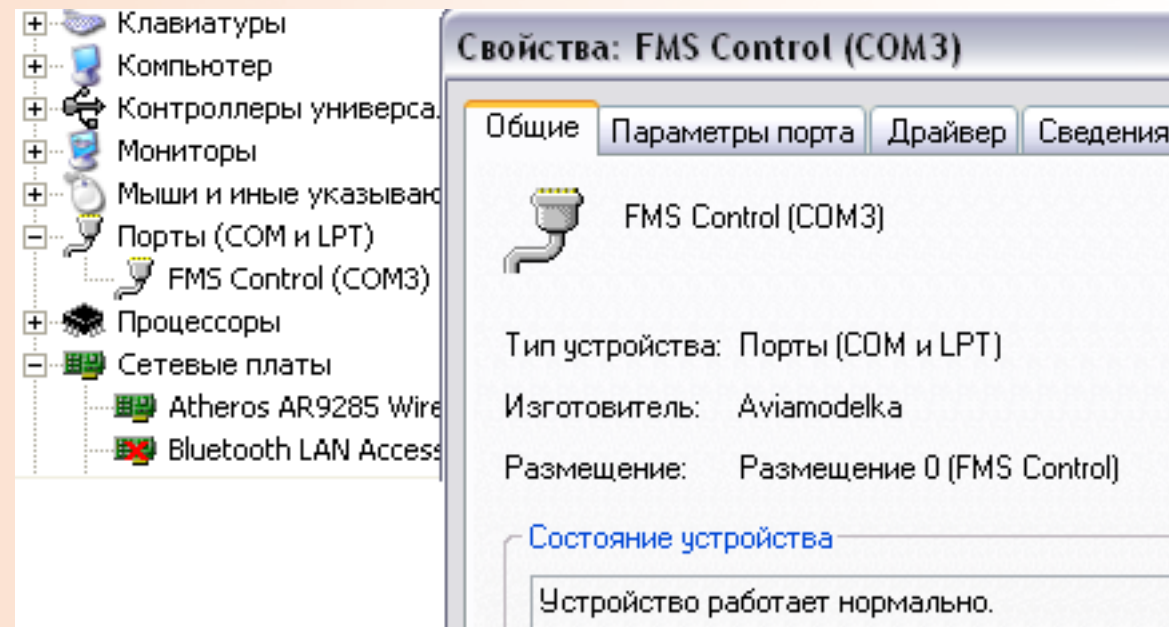 Клавиатуры
Компьютер
Контроллеры универса
Мониторы
Мыши и иные указываю
Порты (COM и LPT)
FMS Control (COM3)
Процессоры
Сетевые платы
Atheros AR9285 Wire
Bluetooth LAN Access
Свойства: FMS Control (COM3)
Общие Параметры порта Драйвер Сведения
FMS Control (COM3)
Тип устройства: Порты (COM и LPT)
Изготовитель: Aviamodelka
Размещение: Размещение 0 (FMS Control)
Состояние устройства
Устройство работает нормально.